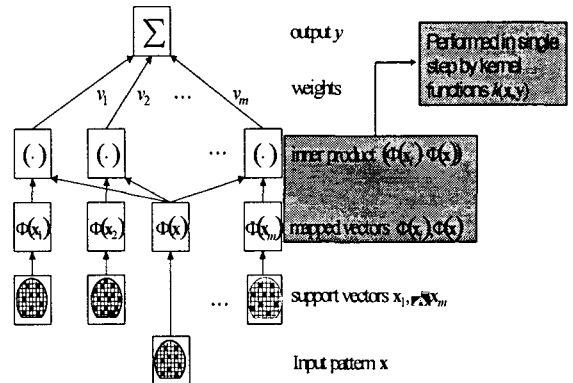 Σ
output y
Performed in single
step by kernel
functions k(x,y)
v₁ v₂ ... vₘ
weights
(.) (.) ... (.)
inner product (Φ(xᵢ) Φ(x))
Φ(x₁) Φ(x₂) Φ(x) Φ(xₘ)
mapped vectors Φ(xᵢ),Φ(x)
...
support vectors x₁, xₘ
Input pattern x